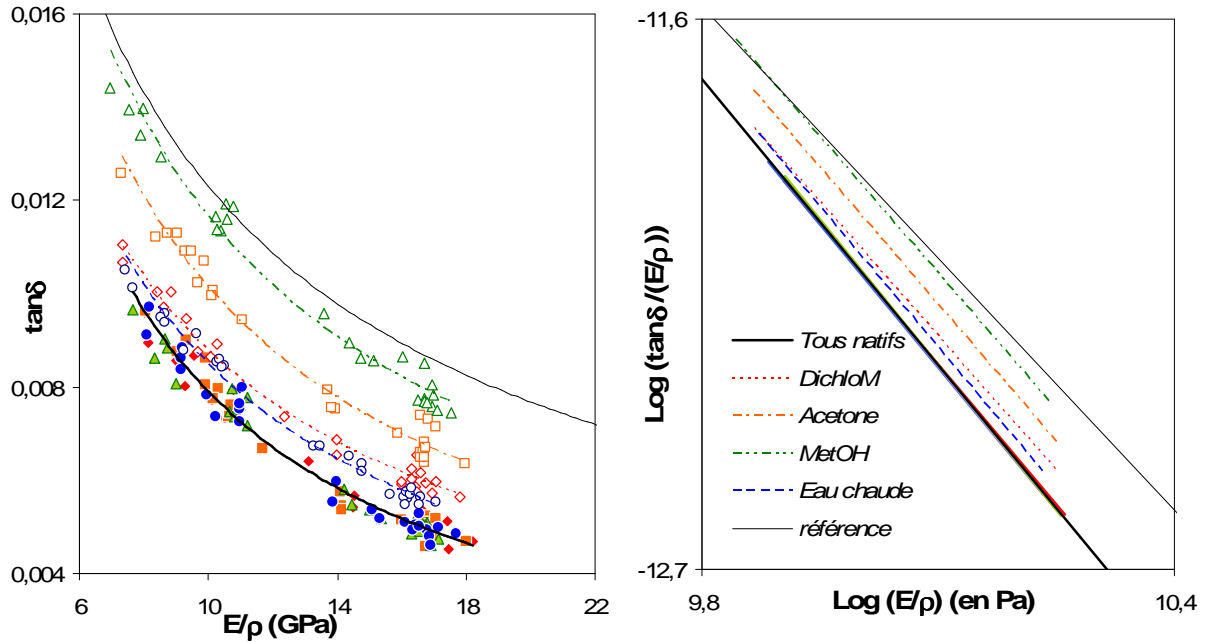 0,016
0,012
0,008
0,004
tanδ
6
10
14
18
22
E/ρ (GPa)
-11,6
-12,7
Log (tanδ/(E/ρ))
Tous natifs
DichloM
Acetone
MetOH
Eau chaude
référence
9,8
10,4
Log (E/ρ) (en Pa)